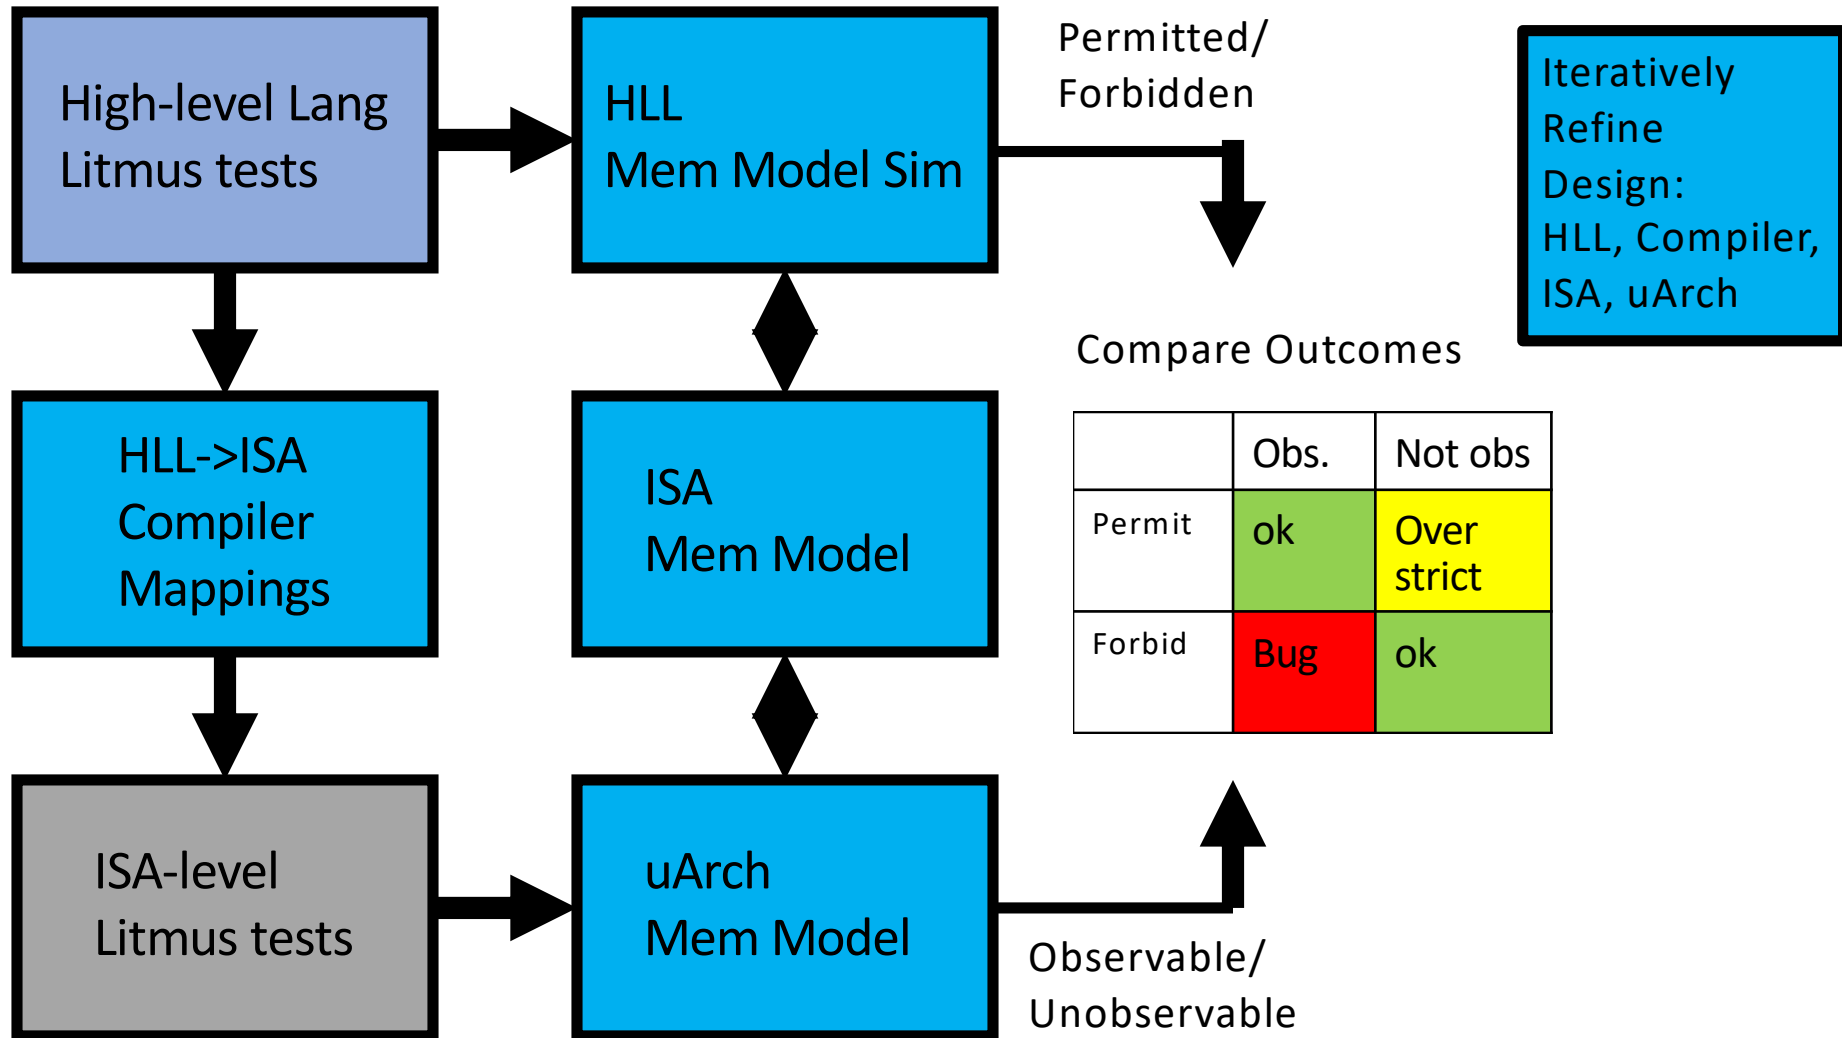 High-level Lang
Litmus tests
HLL
Mem Model Sim
Permitted/
Forbidden
Iteratively
Refine
Design:
HLL, Compiler,
ISA, uArch
HLL->ISA
Compiler
Mappings
ISA
Mem Model
Compare Outcomes
Obs.
Not obs
Permit
ok
Over
strict
Forbid
Bug
ok
ISA-level
Litmus tests
uArch
Mem Model
Observable/
Unobservable